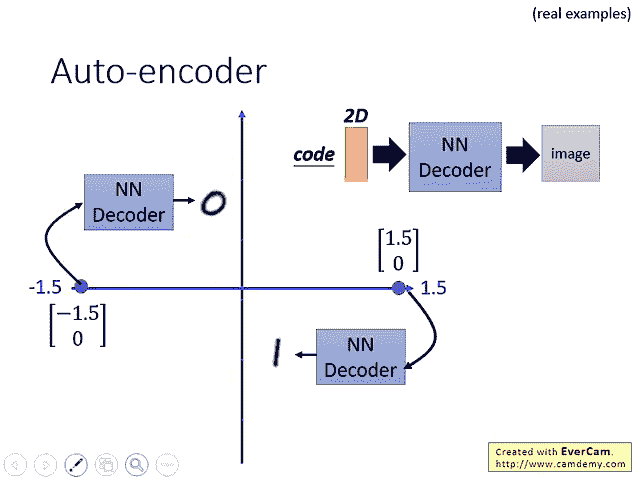 (real examples)
Auto-encoder
2D
code
NN
Decoder
image
NN
Decoder
0
[1.5
0]
-1.5
1.5
[−1.5
0]
1
NN
Decoder
Created with EverCam.
http://www.camdemy.com